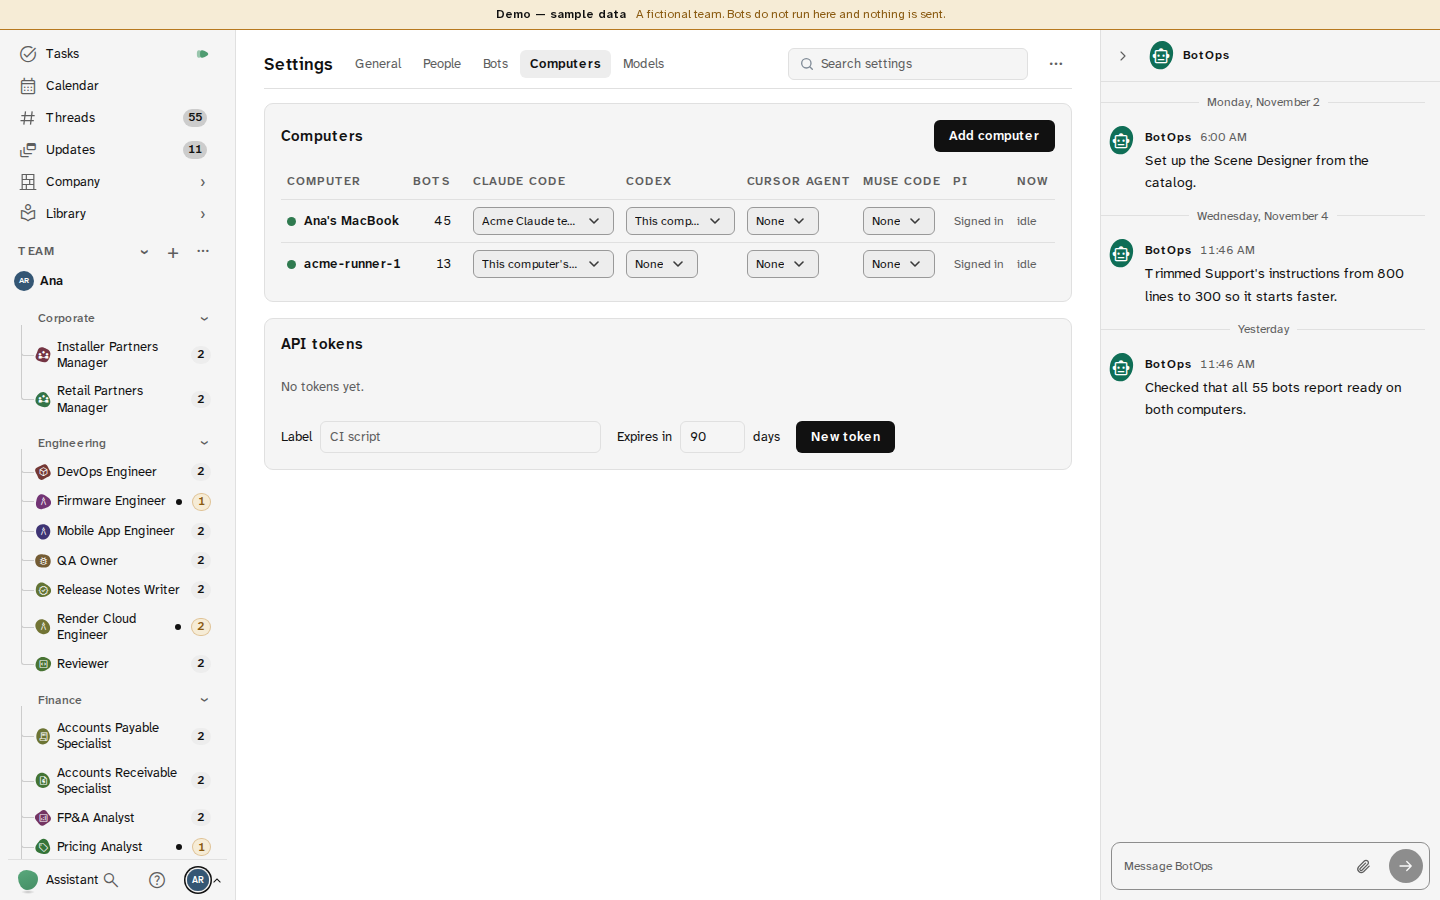 Demo — sample data A fictional team. Bots do not run here and nothing is sent.
Tasks
Calendar
Threads 55
Updates 11
Company
Library
TEAM
AR Ana
Corporate
Installer Partners Manager 2
Retail Partners Manager 2
Engineering
DevOps Engineer 2
Firmware Engineer 1
Mobile App Engineer 2
QA Owner 2
Release Notes Writer 2
Render Cloud Engineer 2
Reviewer 2
Finance
Accounts Payable Specialist 2
Accounts Receivable Specialist 2
FP&A Analyst 2
Pricing Analyst 1
Assistant
AR
Settings General People Bots Computers Models Search settings
Computers Add computer
COMPUTER BOTS CLAUDE CODE CODEX CURSOR AGENT MUSE CODE PI NOW
Ana's MacBook 45 Acme Claude te... This comp... None None Signed in idle
acme-runner-1 13 This computer's... None None None Signed in idle
API tokens
No tokens yet.
Label CI script Expires in 90 days New token
BotOps
Monday, November 2
BotOps 6:00 AM
Set up the Scene Designer from the
catalog.
Wednesday, November 4
BotOps 11:46 AM
Trimmed Support's instructions from 800
lines to 300 so it starts faster.
Yesterday
BotOps 11:46 AM
Checked that all 55 bots report ready on
both computers.
Message BotOps